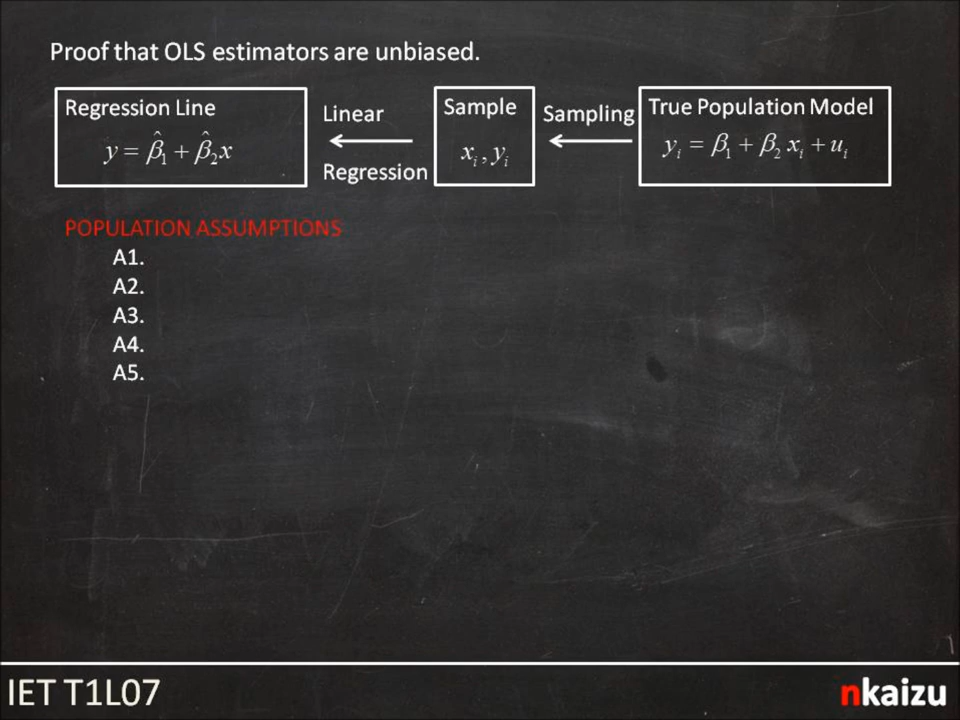 Proof that OLS estimators are unbiased.
Regression Line
y = β̂₁ + β̂₂x
Linear
Regression
Sample
xᵢ, yᵢ
Sampling
True Population Model
yᵢ = β₁ + β₂ xᵢ + uᵢ
POPULATION ASSUMPTIONS
A1.
A2.
A3.
A4.
A5.
IET T1L07
nkaizu